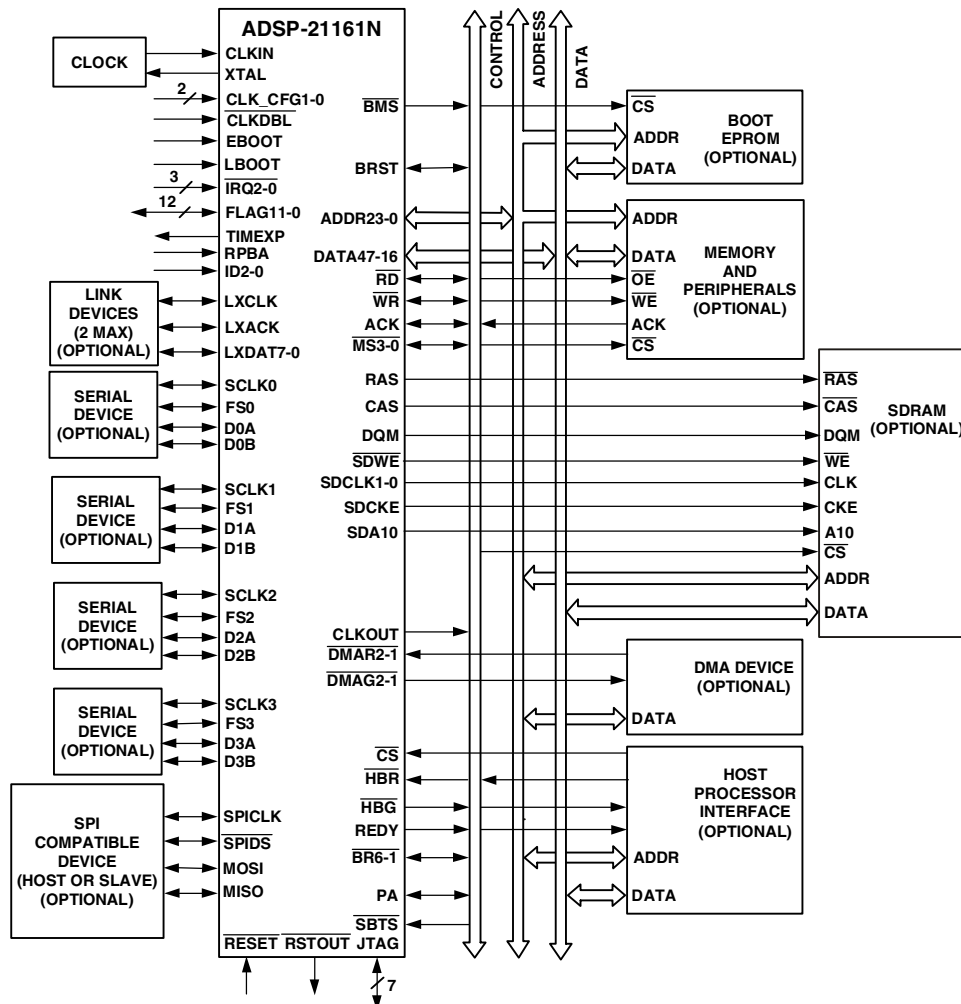 ADSP-21161N
CLOCK
CLKIN
XTAL
2
CLK_CFG1-0
CLKDBL
EBOOT
LBOOT
3
IRQ2-0
12
FLAG11-0
TIMEXP
RPBA
ID2-0
LINK
DEVICES
(2 MAX)
(OPTIONAL)
LXCLK
LXACK
LXDAT7-0
SERIAL
DEVICE
(OPTIONAL)
SCLK0
FS0
D0A
D0B
SERIAL
DEVICE
(OPTIONAL)
SCLK1
FS1
D1A
D1B
SERIAL
DEVICE
(OPTIONAL)
SCLK2
FS2
D2A
D2B
SERIAL
DEVICE
(OPTIONAL)
SCLK3
FS3
D3A
D3B
SPI
COMPATIBLE
DEVICE
(HOST OR SLAVE)
(OPTIONAL)
SPICLK
SPIDS
MOSI
MISO
RESET RSTOUT JTAG
7
BMS
BRST
ADDR23-0
DATA47-16
RD
WR
ACK
MS3-0
RAS
CAS
DQM
SDWE
SDCLK1-0
SDCKE
SDA10
CLKOUT
DMAR2-1
DMAG2-1
CS
HBR
HBG
REDY
BR6-1
PA
SBTS
CONTROL
ADDRESS
DATA
CS
ADDR
DATA
BOOT
EPROM
(OPTIONAL)
ADDR
DATA
OE
WE
ACK
CS
MEMORY
AND
PERIPHERALS
(OPTIONAL)
RAS
CAS
DQM
WE
CLK
CKE
A10
CS
ADDR
DATA
SDRAM
(OPTIONAL)
DMA DEVICE
(OPTIONAL)
DATA
HOST
PROCESSOR
INTERFACE
(OPTIONAL)
ADDR
DATA